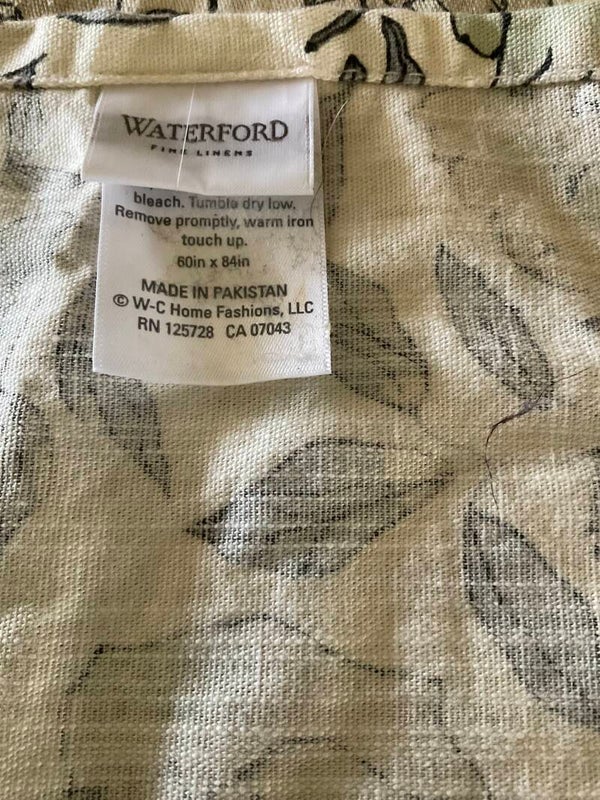 WATERFORD
FINE LINENS
bleach. Tumble dry low.
Remove promptly, warm iron
touch up.
60in x 84in
MADE IN PAKISTAN
© W-C Home Fashions, LLC
RN 125728 CA 07043